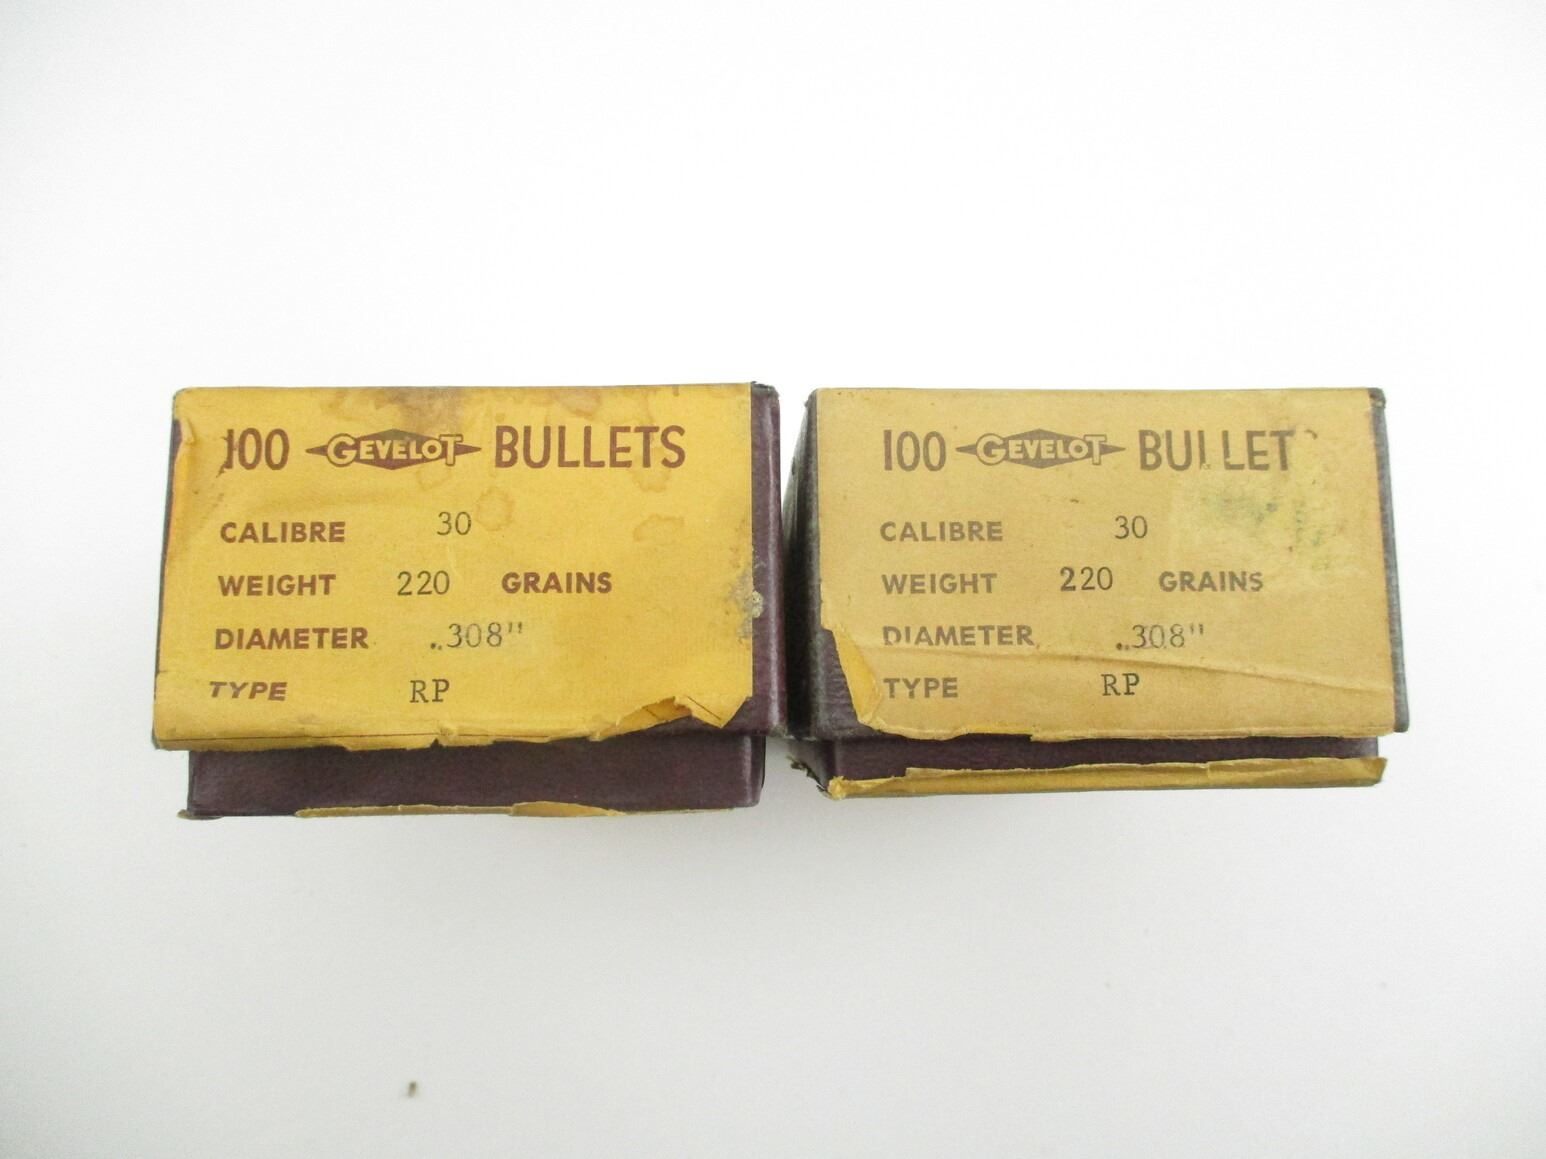 100 GEVELOT BULLETS
CALIBRE 30
WEIGHT 220 GRAINS
DIAMETER ..308"
TYPE RP
100 GEVELOT BULLET
CALIBRE 30
WEIGHT 220 GRAINS
DIAMETER ..308"
TYPE RP